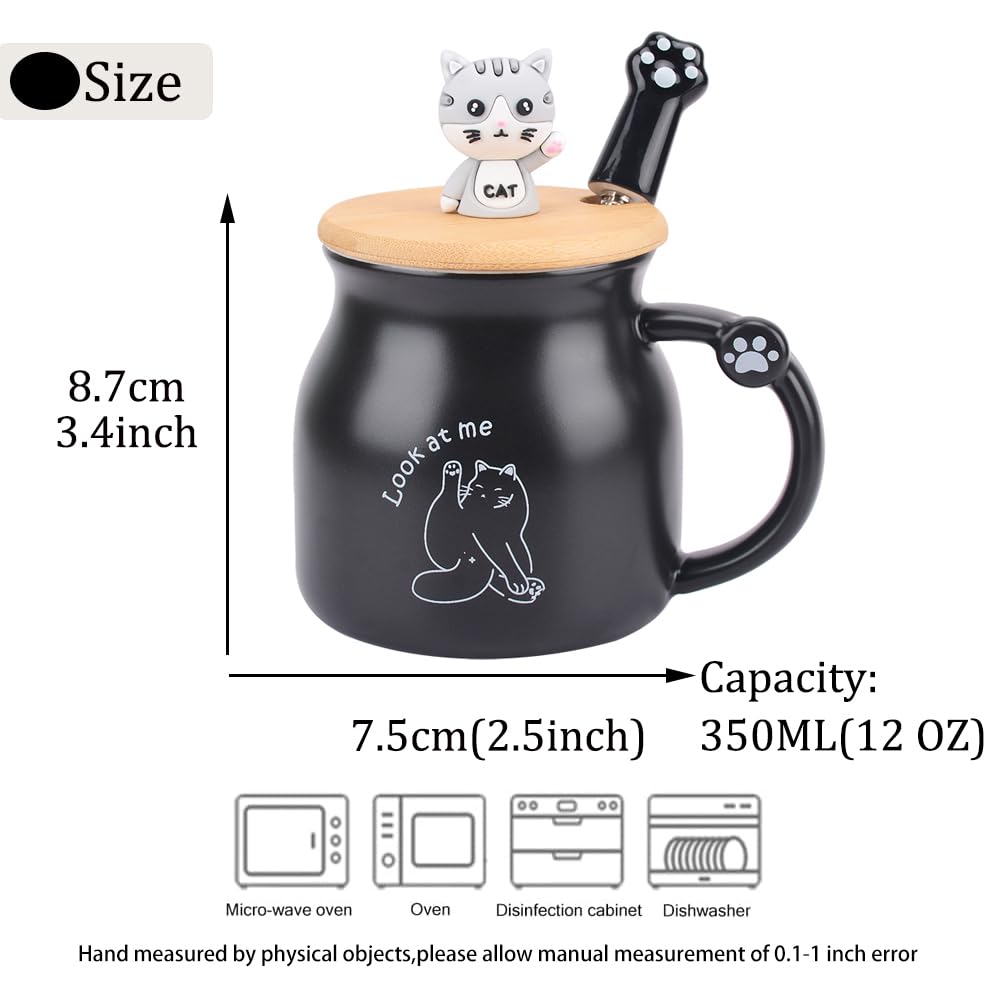 Size
CAT
8.7cm
3.4inch
Look at me
Capacity:
7.5cm(2.5inch)
350ML(12 OZ)
Micro-wave oven
Oven
Disinfection cabinet
Dishwasher
Hand measured by physical objects,please allow manual measurement of 0.1-1 inch error